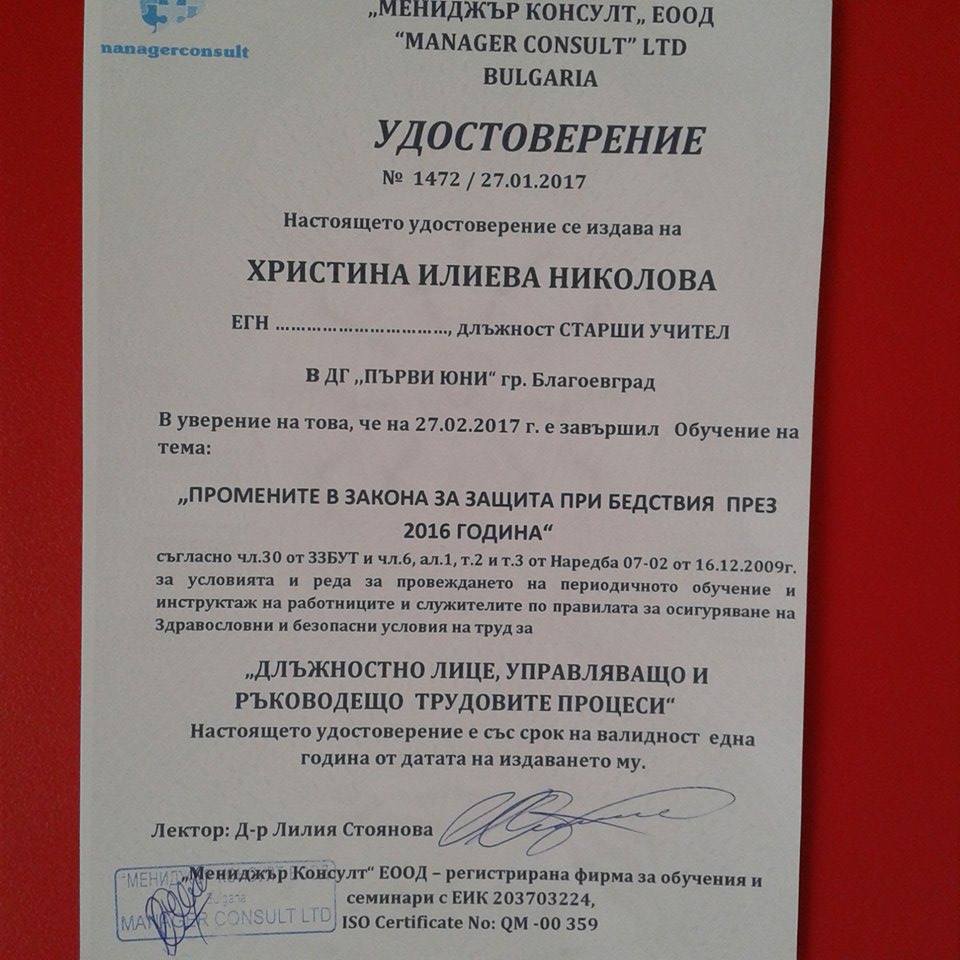 nanagerconsult
„МЕНИДЖЪР КОНСУЛТ„ ЕООД
“MANAGER CONSULT” LTD
BULGARIA
УДОСТОВЕРЕНИЕ
№ 1472 / 27.01.2017
Настоящето удостоверение се издава на
ХРИСТИНА ИЛИЕВА НИКОЛОВА
ЕГН ……………………………, длъжност СТАРШИ УЧИТЕЛ
в ДГ ,,ПЪРВИ ЮНИ“ гр. Благоевград
В уверение на това, че на 27.02.2017 г. е завършил Обучение на
тема:
„ПРОМЕНИТЕ В ЗАКОНА ЗА ЗАЩИТА ПРИ БЕДСТВИЯ ПРЕЗ
2016 ГОДИНА“
съгласно чл.30 от ЗЗБУТ и чл.6, ал.1, т.2 и т.3 от Наредба 07-02 от 16.12.2009г.
за условията и реда за провеждането на периодичното обучение и
инструктаж на работниците и служителите по правилата за осигуряване на
Здравословни и безопасни условия на труд за
„ДЛЪЖНОСТНО ЛИЦЕ, УПРАВЛЯВАЩО И
РЪКОВОДЕЩО ТРУДОВИТЕ ПРОЦЕСИ“
Настоящето удостоверение е със срок на валидност една
година от датата на издаването му.
Лектор: Д-р Лилия Стоянова
„Мениджър Консулт“ ЕООД – регистрирана фирма за обучения и
семинари с ЕИК 203703224,
ISO Certificate No: QM -00 359
Bulgaria
MANAGER CONSULT LTD